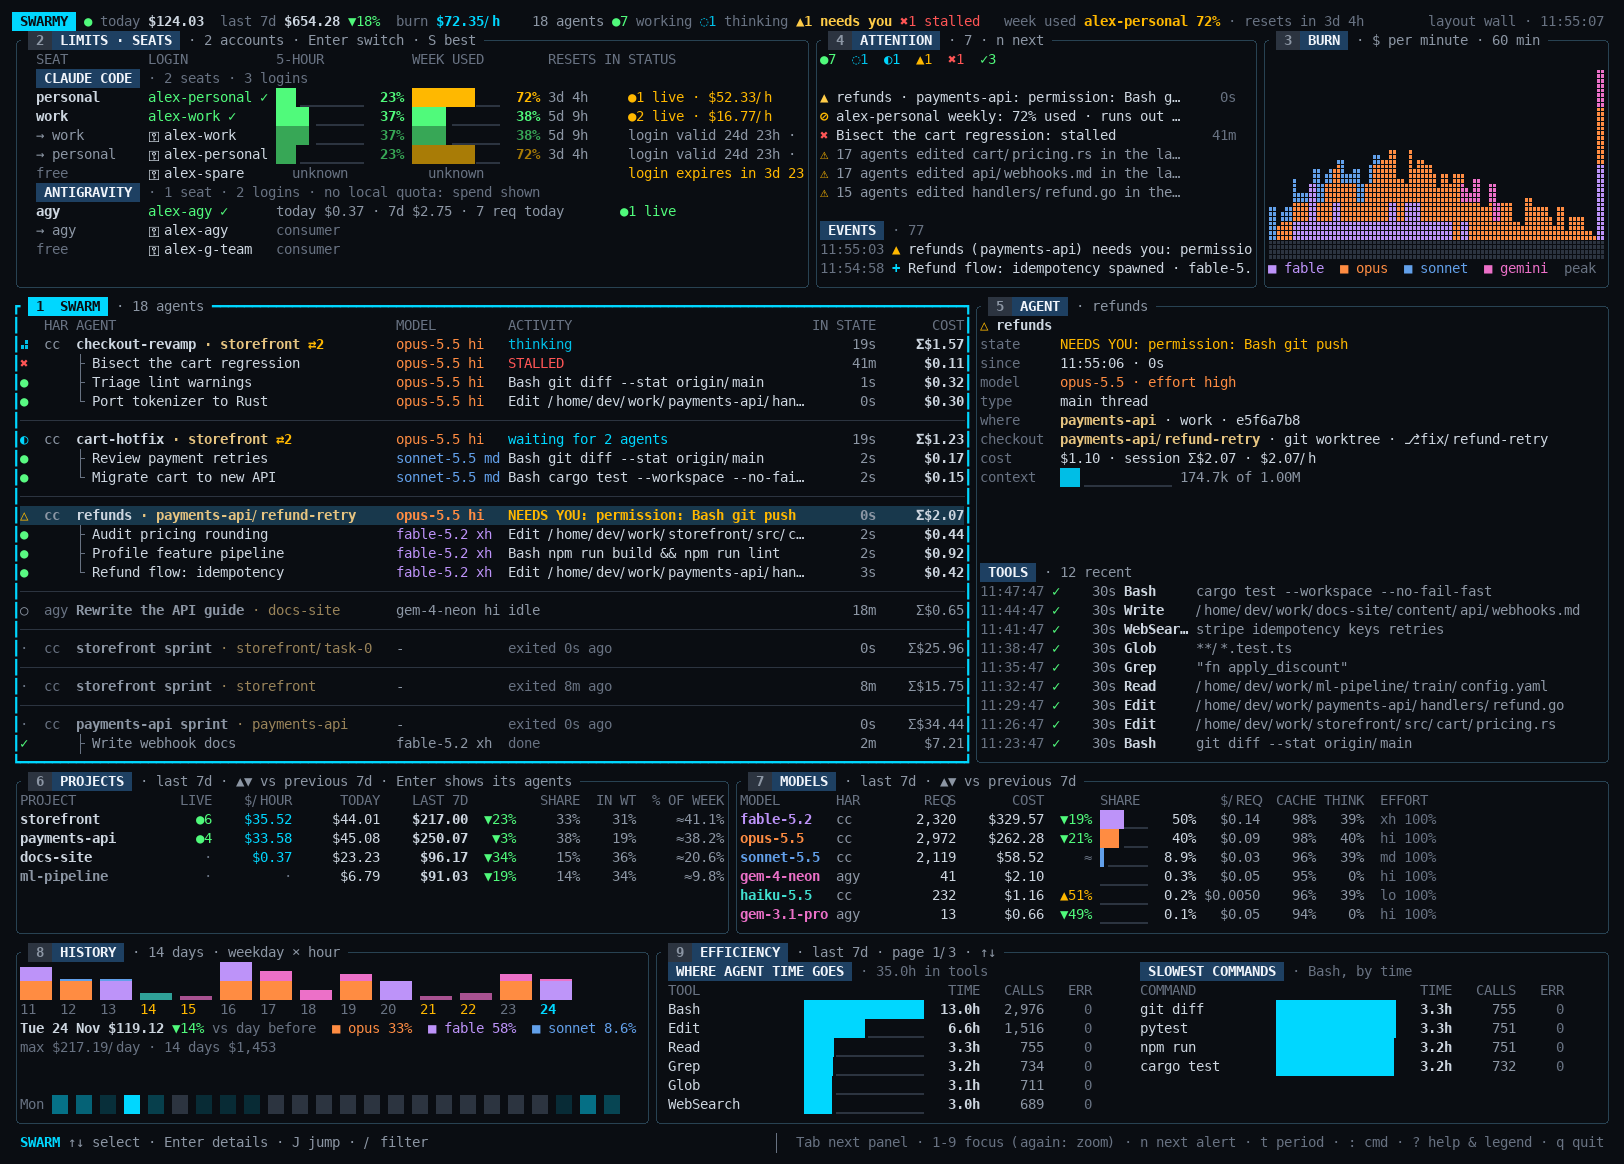 SWARMY ● today $124.03 last 7d $654.28 ▼18% burn $72.35/h 18 agents ●7 working ◌1 thinking ▲1 needs you ✖1 stalled week used alex-personal 72% · resets in 3d 4h layout wall · 11:55:07
2 LIMITS · SEATS · 2 accounts · Enter switch · S best
SEAT LOGIN 5-HOUR WEEK USED RESETS IN STATUS
CLAUDE CODE · 2 seats · 3 logins
personal alex-personal ✓ 23% 72% 3d 4h ●1 live · $52.33/h
work alex-work ✓ 37% 38% 5d 9h ●2 live · $16.77/h
→ work alex-work 37% 38% 5d 9h login valid 24d 23h ·
→ personal alex-personal 23% 72% 3d 4h login valid 24d 23h ·
free alex-spare unknown unknown login expires in 3d 23
ANTIGRAVITY · 1 seat · 2 logins · no local quota: spend shown
agy alex-agy ✓ today $0.37 · 7d $2.75 · 7 req today ●1 live
→ agy alex-agy consumer
free alex-g-team consumer
4 ATTENTION · 7 · n next
●7 ◌1 ◐1 ▲1 ✖1 ✓3
▲ refunds · payments-api: permission: Bash g… 0s
⊘ alex-personal weekly: 72% used · runs out …
✖ Bisect the cart regression: stalled 41m
⚠ 17 agents edited cart/pricing.rs in the la…
⚠ 17 agents edited api/webhooks.md in the la…
⚠ 15 agents edited handlers/refund.go in the…
EVENTS · 77
11:55:03 ▲ refunds (payments-api) needs you: permissio
11:54:58 + Refund flow: idempotency spawned · fable-5.
3 BURN · $ per minute · 60 min
■ fable ■ opus ■ sonnet ■ gemini peak
1 SWARM · 18 agents
HAR AGENT MODEL ACTIVITY IN STATE COST
cc checkout-revamp · storefront ⇄2 opus-5.5 hi thinking 19s Σ$1.57
✖ ├ Bisect the cart regression opus-5.5 hi STALLED 41m $0.11
● ├ Triage lint warnings opus-5.5 hi Bash git diff --stat origin/main 1s $0.32
● └ Port tokenizer to Rust opus-5.5 hi Edit /home/dev/work/payments-api/han… 0s $0.30
◐ cc cart-hotfix · storefront ⇄2 opus-5.5 hi waiting for 2 agents 19s Σ$1.23
● ├ Review payment retries sonnet-5.5 md Bash git diff --stat origin/main 2s $0.17
● └ Migrate cart to new API sonnet-5.5 md Bash cargo test --workspace --no-fai… 2s $0.15
△ cc refunds · payments-api/refund-retry opus-5.5 hi NEEDS YOU: permission: Bash git push 0s Σ$2.07
● ├ Audit pricing rounding fable-5.2 xh Edit /home/dev/work/storefront/src/c… 2s $0.44
● ├ Profile feature pipeline fable-5.2 xh Bash npm run build && npm run lint 2s $0.92
● └ Refund flow: idempotency fable-5.2 xh Edit /home/dev/work/payments-api/han… 3s $0.42
○ agy Rewrite the API guide · docs-site gem-4-neon hi idle 18m Σ$0.65
· cc storefront sprint · storefront/task-0 - exited 0s ago 0s Σ$25.96
· cc storefront sprint · storefront - exited 8m ago 8m Σ$15.75
· cc payments-api sprint · payments-api - exited 0s ago 0s Σ$34.44
✓ ├ Write webhook docs fable-5.2 xh done 2m $7.21
5 AGENT · refunds
△ refunds
state NEEDS YOU: permission: Bash git push
since 11:55:06 · 0s
model opus-5.5 · effort high
type main thread
where payments-api · work · e5f6a7b8
checkout payments-api/refund-retry · git worktree · ⎇fix/refund-retry
cost $1.10 · session Σ$2.07 · $2.07/h
context 174.7k of 1.00M
TOOLS · 12 recent
11:47:47 ✓ 30s Bash cargo test --workspace --no-fail-fast
11:44:47 ✓ 30s Write /home/dev/work/docs-site/content/api/webhooks.md
11:41:47 ✓ 30s WebSear… stripe idempotency keys retries
11:38:47 ✓ 30s Glob **/*.test.ts
11:35:47 ✓ 30s Grep "fn apply_discount"
11:32:47 ✓ 30s Read /home/dev/work/ml-pipeline/train/config.yaml
11:29:47 ✓ 30s Edit /home/dev/work/payments-api/handlers/refund.go
11:26:47 ✓ 30s Edit /home/dev/work/storefront/src/cart/pricing.rs
11:23:47 ✓ 30s Bash git diff --stat origin/main
6 PROJECTS · last 7d · ▲▼ vs previous 7d · Enter shows its agents
PROJECT LIVE $/HOUR TODAY LAST 7D SHARE IN WT % OF WEEK
storefront ●6 $35.52 $44.01 $217.00 ▼23% 33% 31% ≈41.1%
payments-api ●4 $33.58 $45.08 $250.07 ▼3% 38% 19% ≈38.2%
docs-site · $0.37 $23.23 $96.17 ▼34% 15% 36% ≈20.6%
ml-pipeline · · $6.79 $91.03 ▼19% 14% 34% ≈9.8%
7 MODELS · last 7d · ▲▼ vs previous 7d
MODEL HAR REQS COST SHARE $/REQ CACHE THINK EFFORT
fable-5.2 cc 2,320 $329.57 ▼19% 50% $0.14 98% 39% xh 100%
opus-5.5 cc 2,972 $262.28 ▼21% 40% $0.09 98% 40% hi 100%
sonnet-5.5 cc 2,119 $58.52 ≈ 8.9% $0.03 96% 39% md 100%
gem-4-neon agy 41 $2.10 0.3% $0.05 95% 0% hi 100%
haiku-5.5 cc 232 $1.16 ▲51% 0.2% $0.0050 96% 39% lo 100%
gem-3.1-pro agy 13 $0.66 ▼49% 0.1% $0.05 94% 0% hi 100%
8 HISTORY · 14 days · weekday × hour
11 12 13 14 15 16 17 18 19 20 21 22 23 24
Tue 24 Nov $119.12 ▼14% vs day before ■ opus 33% ■ fable 58% ■ sonnet 8.6%
max $217.19/day · 14 days $1,453
Mon
9 EFFICIENCY · last 7d · page 1/3 · ↑↓
WHERE AGENT TIME GOES · 35.0h in tools
TOOL TIME CALLS ERR
Bash 13.0h 2,976 0
Edit 6.6h 1,516 0
Read 3.3h 755 0
Grep 3.2h 734 0
Glob 3.1h 711 0
WebSearch 3.0h 689 0
SLOWEST COMMANDS · Bash, by time
COMMAND TIME CALLS ERR
git diff 3.3h 755 0
pytest 3.3h 751 0
npm run 3.2h 751 0
cargo test 3.2h 732 0
SWARM ↑↓ select · Enter details · J jump · / filter │ Tab next panel · 1-9 focus (again: zoom) · n next alert · t period · : cmd · ? help & legend · q quit